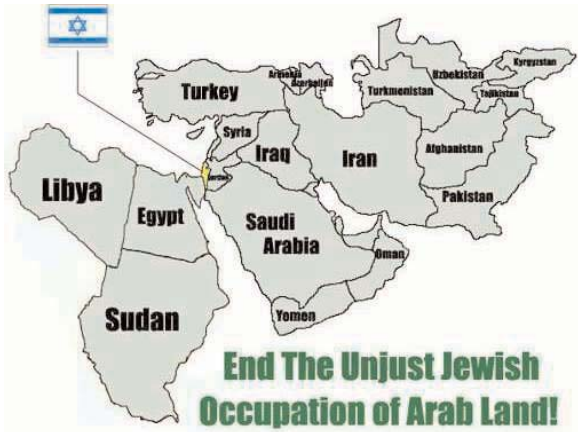 Kyrgyzstan
Armenia
Uzbekistan
Azerbaijan
Turkey
Turkmenistan
Tajikistan
Syria
Iraq
Iran
Afghanistan
Libya
Egypt
Saudi
Arabia
Pakistan
Oman
Sudan
Yemen
End The Unjust Jewish
Occupation of Arab Land!